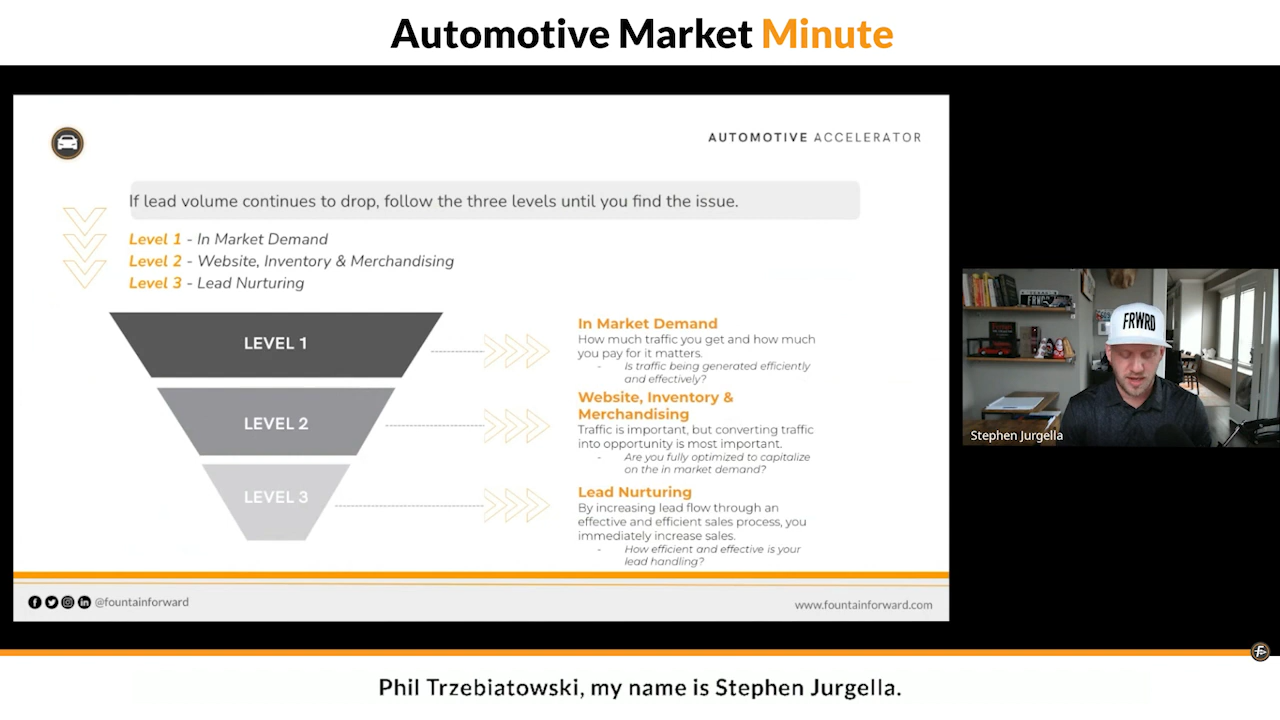 Automotive Market Minute
AUTOMOTIVE ACCELERATOR
If lead volume continues to drop, follow the three levels until you find the issue.
Level 1 - In Market Demand
Level 2 - Website, Inventory & Merchandising
Level 3 - Lead Nurturing
LEVEL 1
In Market Demand
How much traffic you get and how much
you pay for it matters.
- Is traffic being generated efficiently
and effectively?
LEVEL 2
Website, Inventory &
Merchandising
Traffic is important, but converting traffic
into opportunity is most important.
- Are you fully optimized to capitalize
on the in market demand?
LEVEL 3
Lead Nurturing
By increasing lead flow through an
effective and efficient sales process, you
immediately increase sales.
- How efficient and effective is your
lead handling?
@fountainforward
www.fountainforward.com
FRWRD
Stephen Jurgella
Phil Trzebiatowski, my name is Stephen Jurgella.